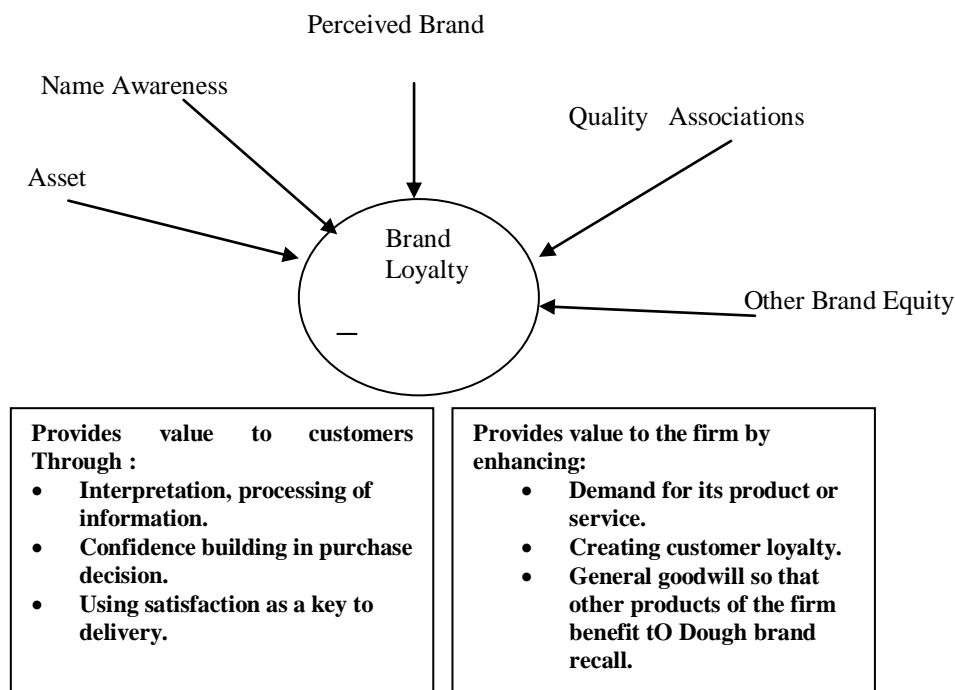 Perceived Brand
Name Awareness
Quality Associations
Asset
Brand
Loyalty
Other Brand Equity
Provides value to customers
Through :
• Interpretation, processing of
information.
• Confidence building in purchase
decision.
• Using satisfaction as a key to
delivery.
Provides value to the firm by
enhancing:
• Demand for its product or
service.
• Creating customer loyalty.
• General goodwill so that
other products of the firm
benefit tO Dough brand
recall.